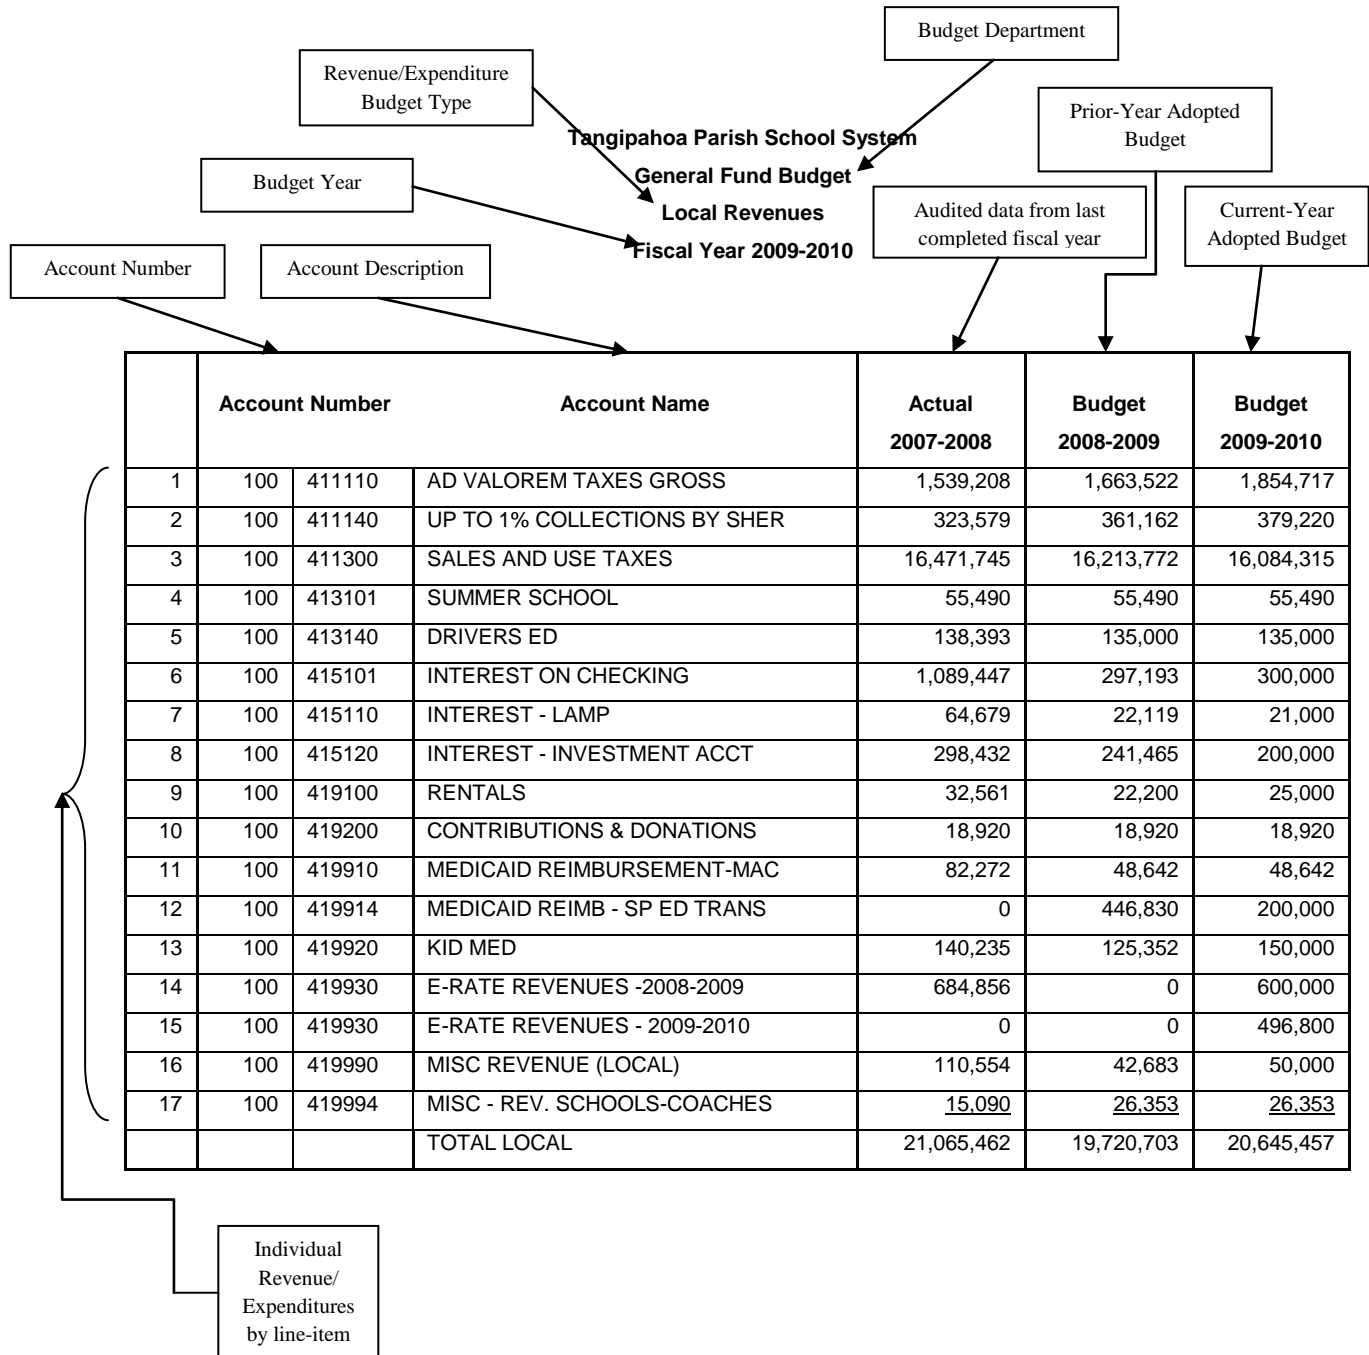 Budget Department
Revenue/Expenditure
Budget Type
Prior-Year Adopted
Budget
Tangipahoa Parish School System
General Fund Budget
Local Revenues
Fiscal Year 2009-2010
Budget Year
Audited data from last
completed fiscal year
Current-Year
Adopted Budget
Account Number
Account Description
Account Number Account Name Actual 2007-2008 Budget 2008-2009 Budget 2009-2010
1 100 411110 AD VALOREM TAXES GROSS 1,539,208 1,663,522 1,854,717
2 100 411140 UP TO 1% COLLECTIONS BY SHER 323,579 361,162 379,220
3 100 411300 SALES AND USE TAXES 16,471,745 16,213,772 16,084,315
4 100 413101 SUMMER SCHOOL 55,490 55,490 55,490
5 100 413140 DRIVERS ED 138,393 135,000 135,000
6 100 415101 INTEREST ON CHECKING 1,089,447 297,193 300,000
7 100 415110 INTEREST - LAMP 64,679 22,119 21,000
8 100 415120 INTEREST - INVESTMENT ACCT 298,432 241,465 200,000
9 100 419100 RENTALS 32,561 22,200 25,000
10 100 419200 CONTRIBUTIONS & DONATIONS 18,920 18,920 18,920
11 100 419910 MEDICAID REIMBURSEMENT-MAC 82,272 48,642 48,642
12 100 419914 MEDICAID REIMB - SP ED TRANS 0 446,830 200,000
13 100 419920 KID MED 140,235 125,352 150,000
14 100 419930 E-RATE REVENUES -2008-2009 684,856 0 600,000
15 100 419930 E-RATE REVENUES - 2009-2010 0 0 496,800
16 100 419990 MISC REVENUE (LOCAL) 110,554 42,683 50,000
17 100 419994 MISC - REV. SCHOOLS-COACHES 15,090 26,353 26,353
TOTAL LOCAL 21,065,462 19,720,703 20,645,457
Individual
Revenue/
Expenditures
by line-item